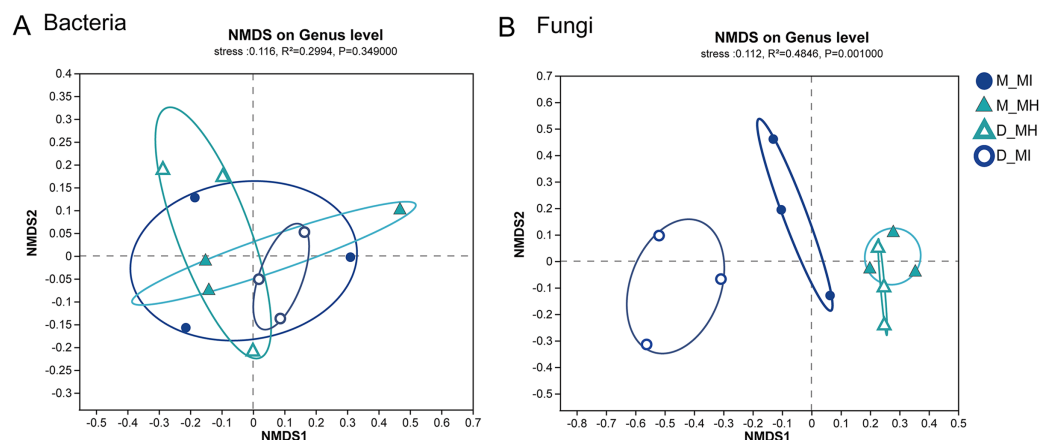 A Bacteria
NMDS on Genus level
stress :0.116, R²=0.2994, P=0.349000
NMDS2
0.4
0.35
0.3
0.25
0.2
0.15
0.1
0.05
0
-0.05
-0.1
-0.15
-0.2
-0.25
-0.3
-0.5 -0.4 -0.3 -0.2 -0.1 0 0.1 0.2 0.3 0.4 0.5 0.6 0.7
NMDS1
B Fungi
NMDS on Genus level
stress :0.112, R²=0.4846, P=0.001000
NMDS2
0.7
0.6
0.5
0.4
0.3
0.2
0.1
0
-0.1
-0.2
-0.3
-0.4
-0.5
-0.8 -0.7 -0.6 -0.5 -0.4 -0.3 -0.2 -0.1 0 0.1 0.2 0.3 0.4 0.5
NMDS1
M_MI
M_MH
D_MH
D_MI